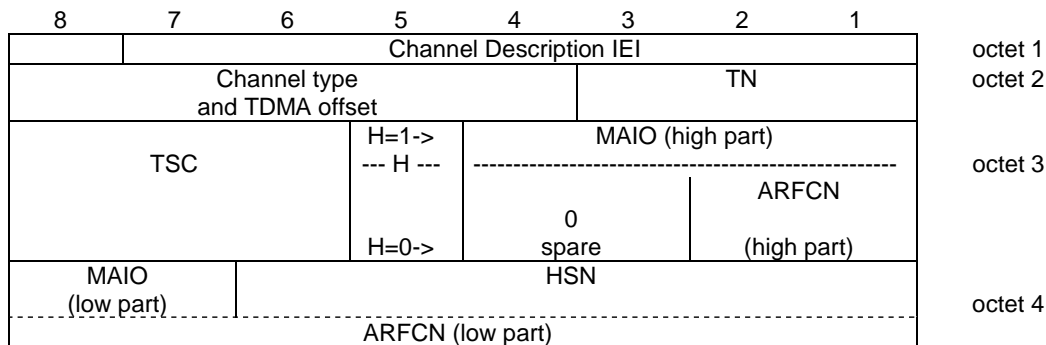 8 7 6 5 4 3 2 1
Channel Description IEI octet 1
Channel type TN octet 2
and TDMA offset
H=1-> MAIO (high part)
TSC --- H --- ------------------------------------------------------- octet 3
ARFCN
0
H=0-> spare (high part)
MAIO HSN
(low part) octet 4
ARFCN (low part)